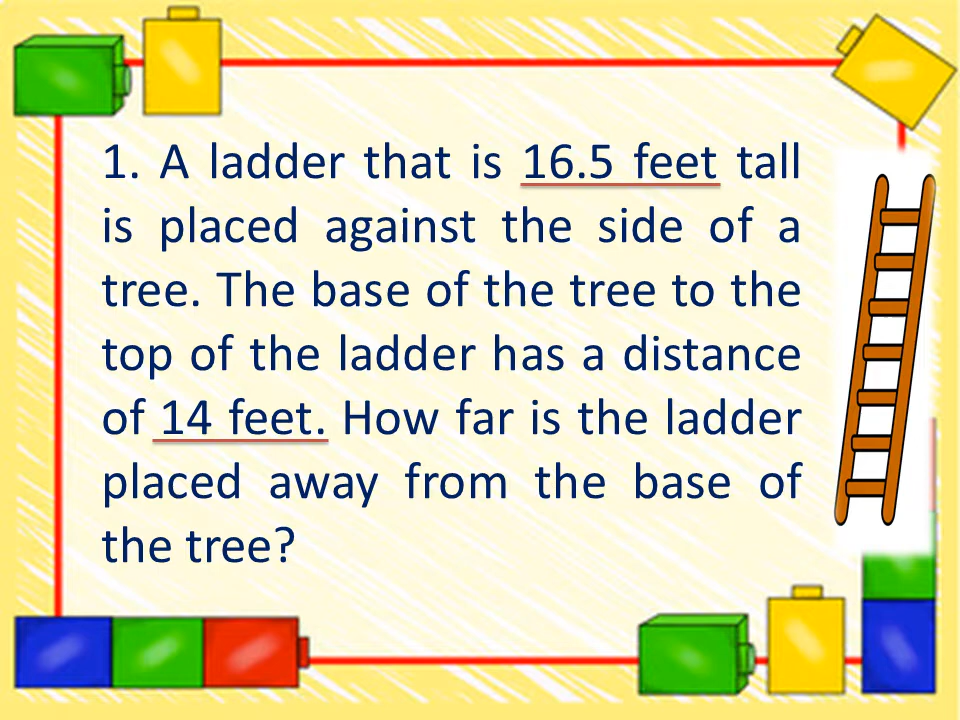 1. A ladder that is 16.5 feet tall
is placed against the side of a
tree. The base of the tree to the
top of the ladder has a distance
of 14 feet. How far is the ladder
placed away from the base of
the tree?